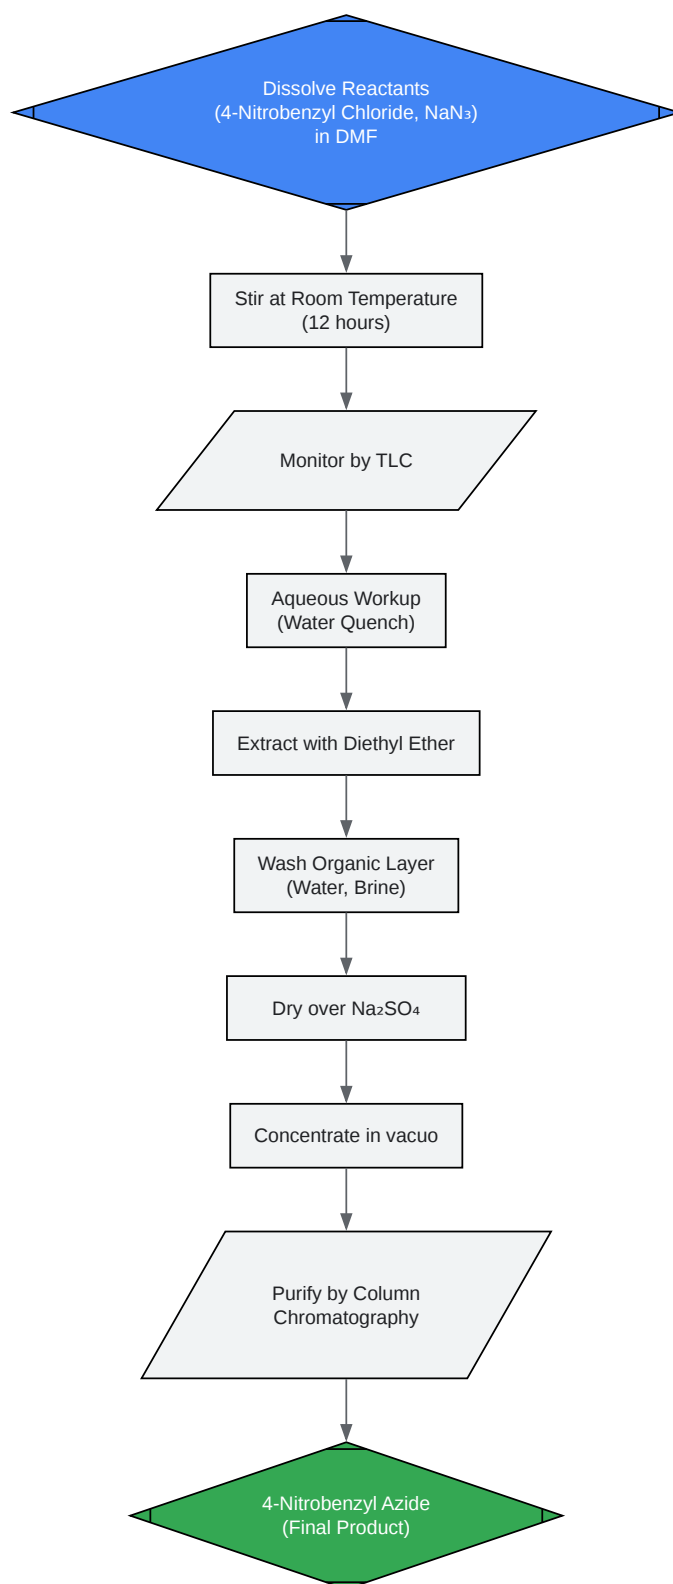 Dissolve Reactants
(4-Nitrobenzyl Chloride, NaN₃)
in DMF
Stir at Room Temperature
(12 hours)
Monitor by TLC
Aqueous Workup
(Water Quench)
Extract with Diethyl Ether
Wash Organic Layer
(Water, Brine)
Dry over Na₂SO₄
Concentrate in vacuo
Purify by Column
Chromatography
4-Nitrobenzyl Azide
(Final Product)